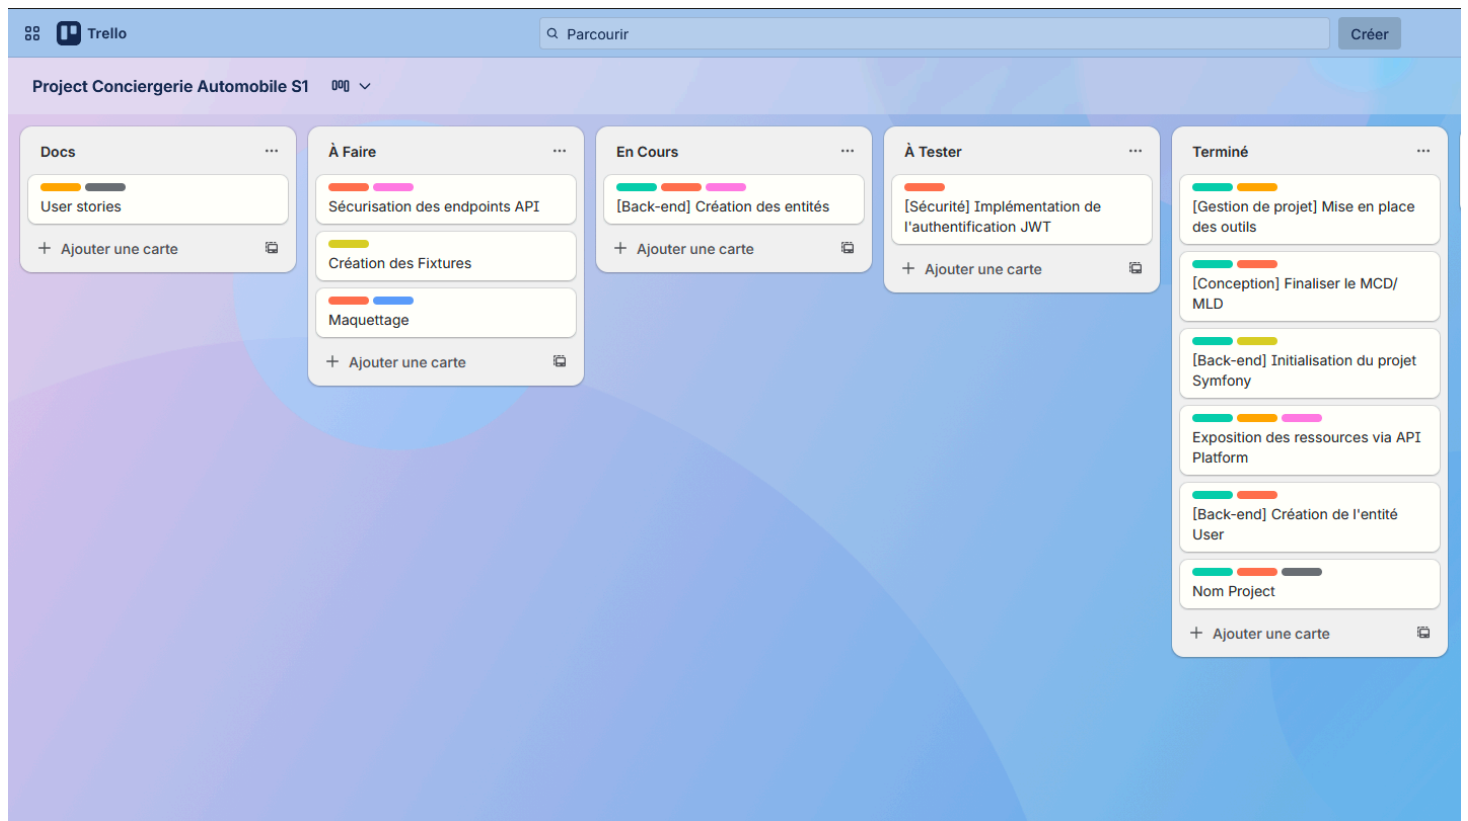 Trello
Parcourir
Créer
Project Conciergerie Automobile S1
Docs
User stories
Ajouter une carte
À Faire
Sécurisation des endpoints API
Création des Fixtures
Maquettage
Ajouter une carte
En Cours
[Back-end] Création des entités
Ajouter une carte
À Tester
[Sécurité] Implémentation de
l'authentification JWT
Ajouter une carte
Terminé
[Gestion de projet] Mise en place
des outils
[Conception] Finaliser le MCD/
MLD
[Back-end] Initialisation du projet
Symfony
Exposition des ressources via API
Platform
[Back-end] Création de l'entité
User
Nom Project
Ajouter une carte